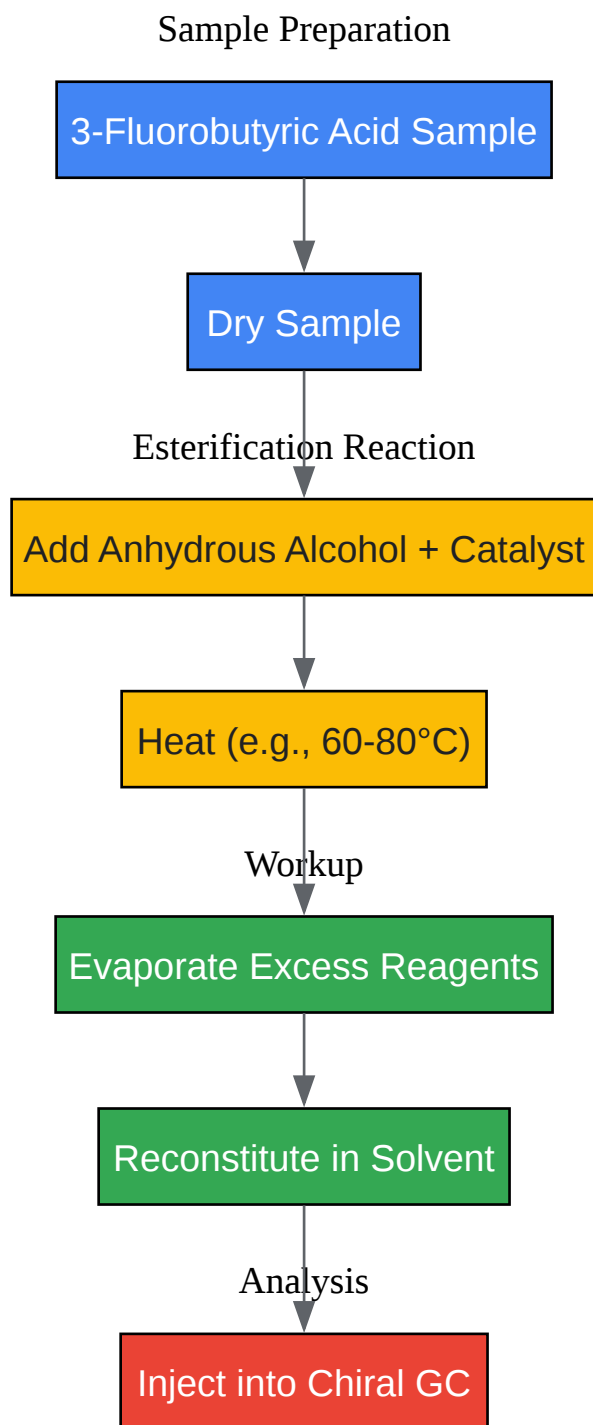 Sample Preparation
3-Fluorobutyric Acid Sample
Dry Sample
Esterification Reaction
Add Anhydrous Alcohol + Catalyst
Heat (e.g., 60-80°C)
Workup
Evaporate Excess Reagents
Reconstitute in Solvent
Analysis
Inject into Chiral GC